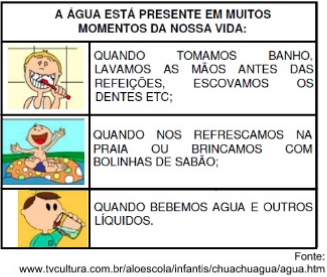 A ÁGUA ESTÁ PRESENTE EM MUITOS
MOMENTOS DA NOSSA VIDA:
QUANDO TOMAMOS BANHO,
LAVAMOS AS MÃOS ANTES DAS
REFEIÇÕES, ESCOVAMOS OS
DENTES ETC;
QUANDO NOS REFRESCAMOS NA
PRAIA OU BRINCAMOS COM
BOLINHAS DE SABÃO;
QUANDO BEBEMOS AGUA E OUTROS
LÍQUIDOS.
Fonte:
www.tvcultura.com.br/aloescola/infantis/chuachuagua/agua.htm